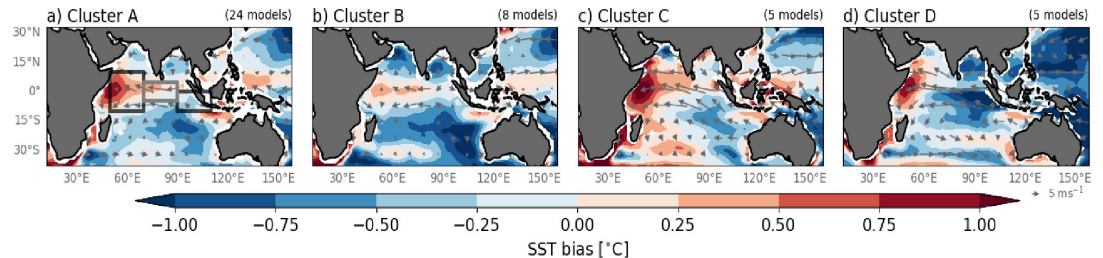 a) Cluster A (24 models) b) Cluster B (8 models) c) Cluster C (5 models) d) Cluster D (5 models)
30°N
15°N
0°
15°S
30°S
30°E 60°E 90°E 120°E 150°E 30°E 60°E 90°E 120°E 150°E 30°E 60°E 90°E 120°E 150°E 30°E 60°E 90°E 120°E 150°E
5 ms⁻¹
−1.00 −0.75 −0.50 −0.25 0.00 0.25 0.50 0.75 1.00
SST bias [°C]